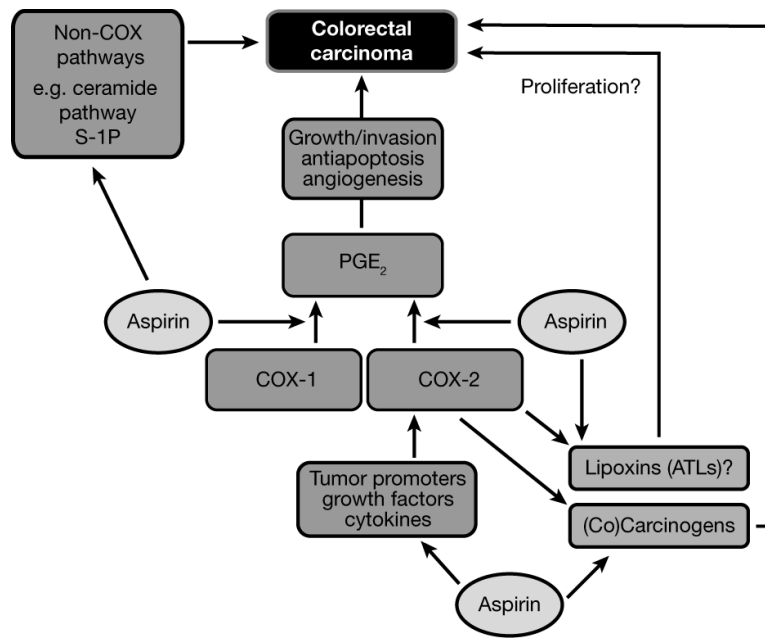 Non-COX
pathways
e.g. ceramide
pathway
S-1P
Colorectal
carcinoma
Proliferation?
Growth/invasion
antiapoptosis
angiogenesis
PGE₂
Aspirin
Aspirin
COX-1
COX-2
Lipoxins (ATLs)?
Tumor promoters
growth factors
cytokines
(Co)Carcinogens
Aspirin